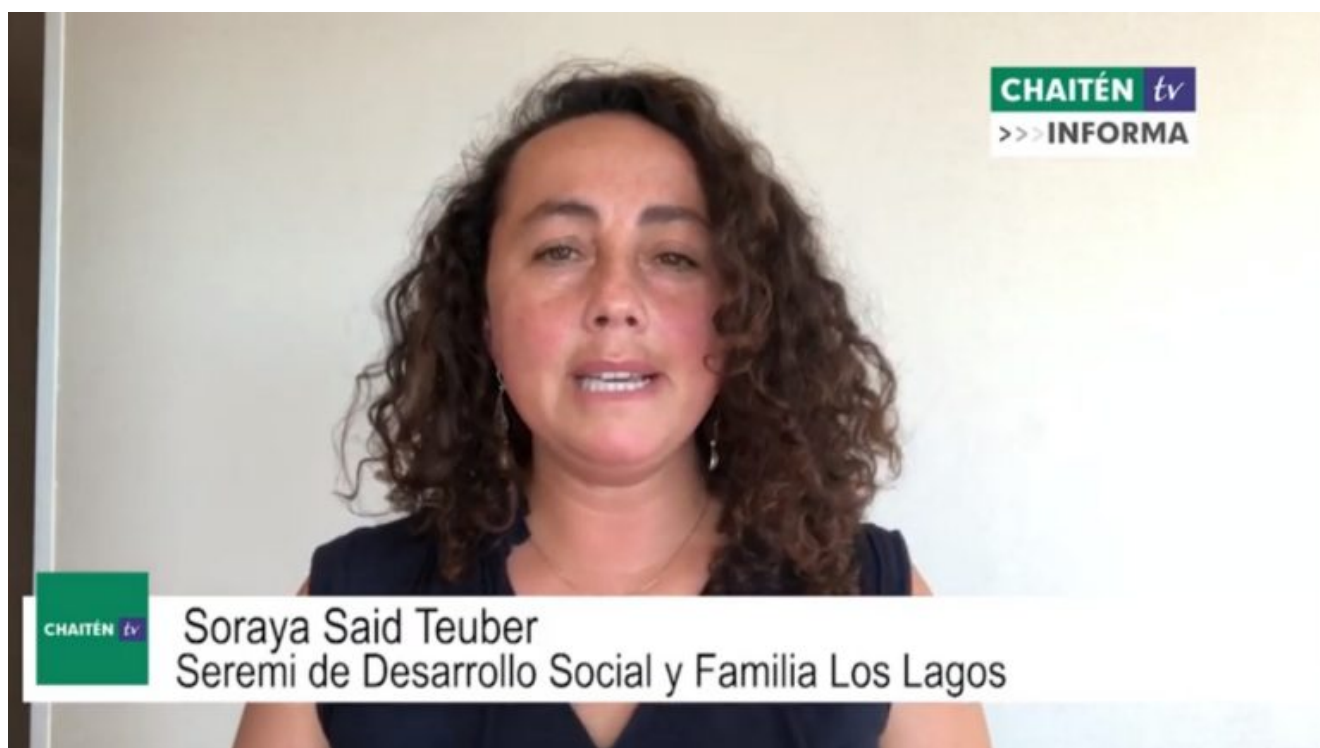 CHAITÉN tv
>>>INFORMA
CHAITÉN tv
Soraya Said Teuber
Seremi de Desarrollo Social y Familia Los Lagos